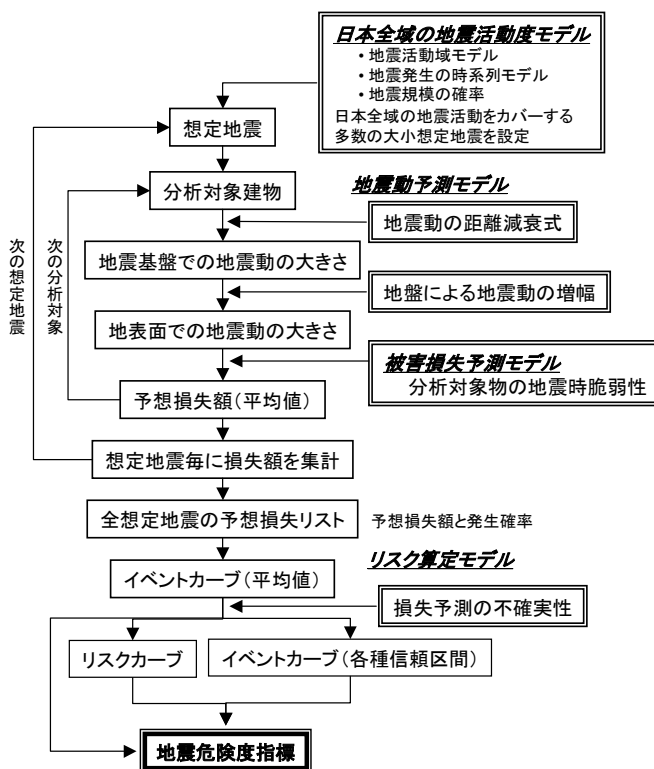 日本全域の地震活動度モデル
・地震活動域モデル
・地震発生の時系列モデル
・地震規模の確率
日本全域の地震活動をカバーする
多数の大小想定地震を設定
想定地震
分析対象建物
地震動予測モデル
地震動の距離減衰式
地震基盤での地震動の大きさ
地盤による地震動の増幅
地表面での地震動の大きさ
被害損失予測モデル
分析対象物の地震時脆弱性
予想損失額(平均値)
次の分析対象
想定地震毎に損失額を集計
次の想定地震
全想定地震の予想損失リスト
予想損失額と発生確率
リスク算定モデル
イベントカーブ(平均値)
損失予測の不確実性
リスクカーブ
イベントカーブ(各種信頼区間)
地震危険度指標